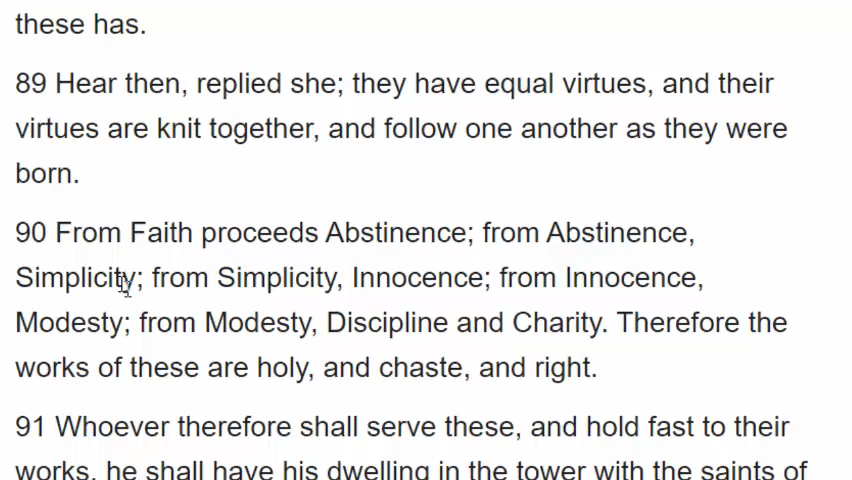 these has.
89 Hear then, replied she; they have equal virtues, and their
virtues are knit together, and follow one another as they were
born.
90 From Faith proceeds Abstinence; from Abstinence,
Simplicity; from Simplicity, Innocence; from Innocence,
Modesty; from Modesty, Discipline and Charity. Therefore the
works of these are holy, and chaste, and right.
91 Whoever therefore shall serve these, and hold fast to their
works, he shall have his dwelling in the tower with the saints of